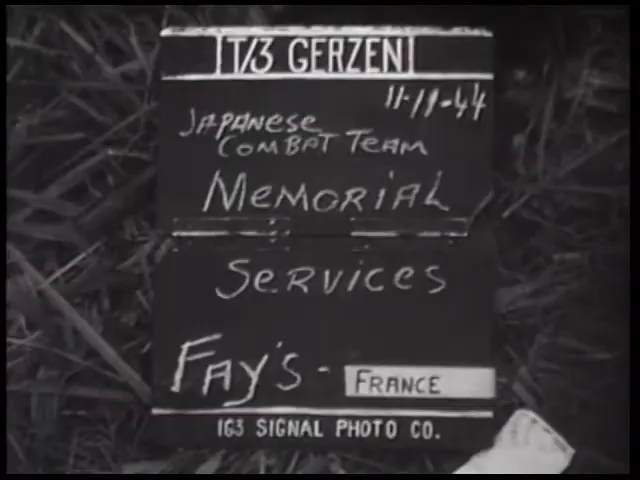 T/3 GERZEN
11-11-44
JAPANESE
COMBAT TEAM
MEMORIAL
SERVICES
FAY'S - FRANCE
163 SIGNAL PHOTO CO.